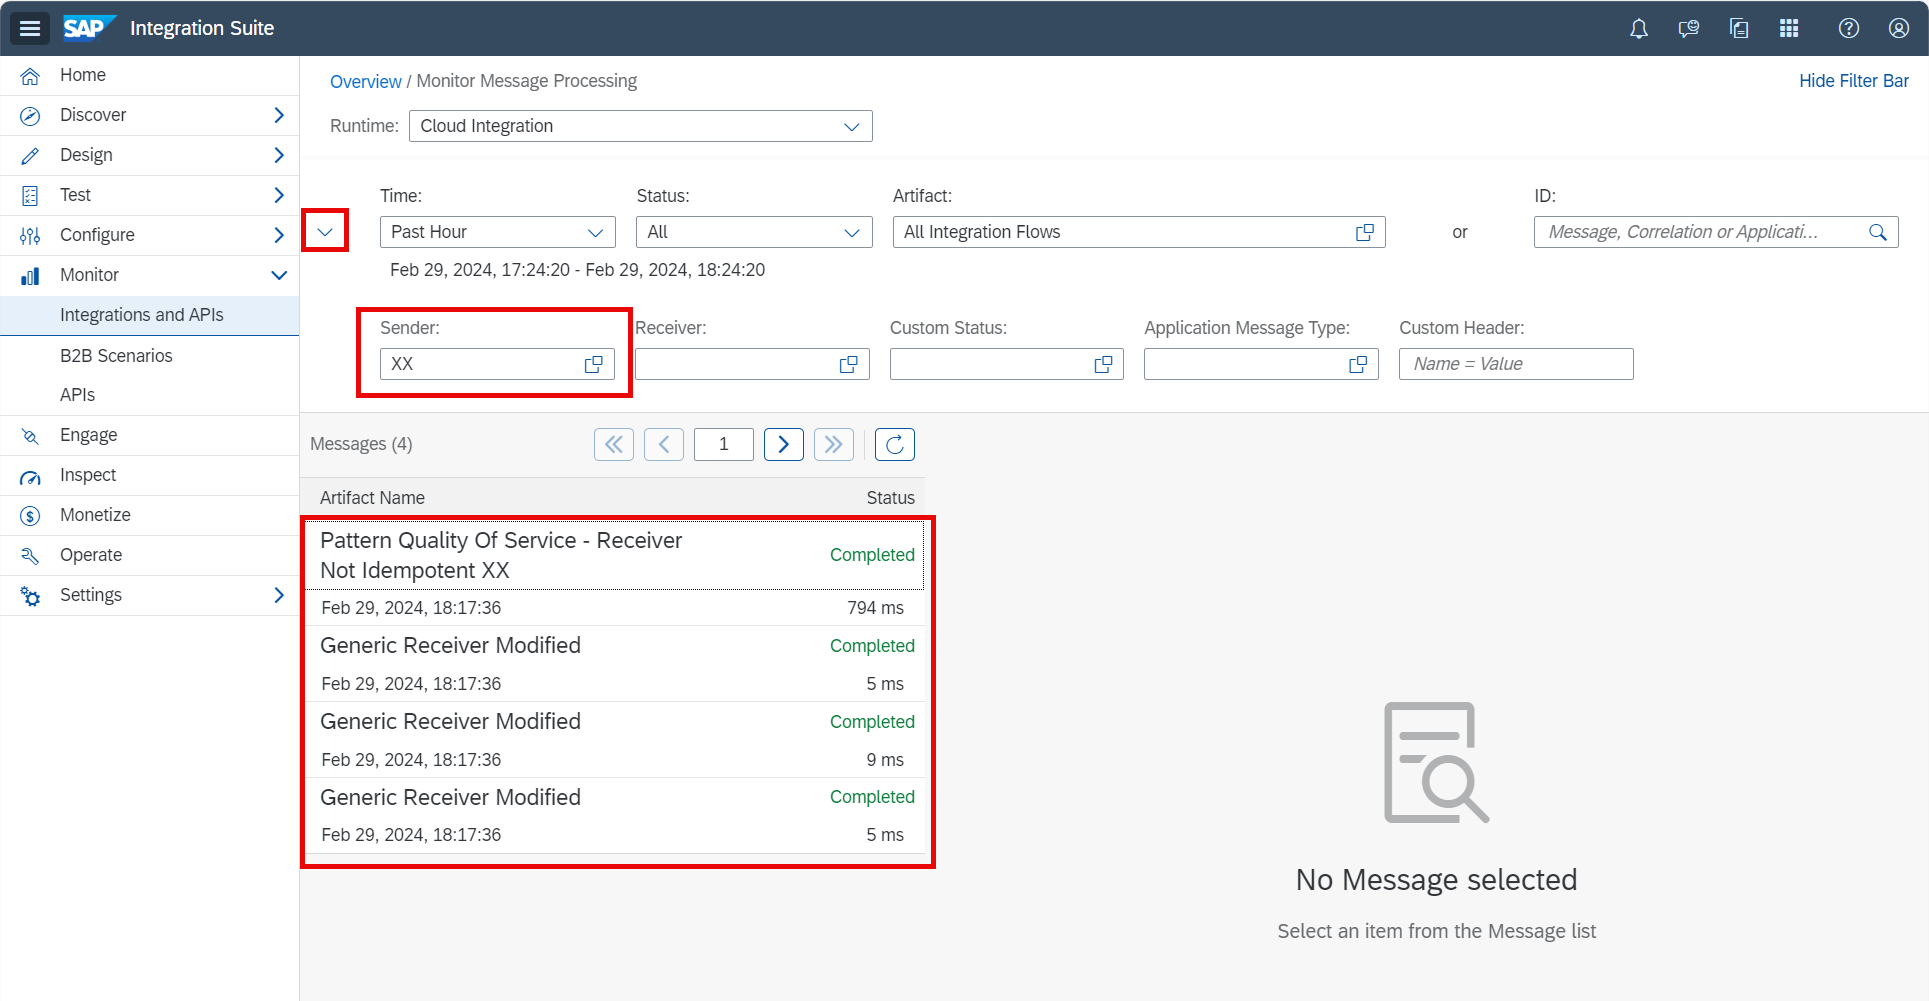 SAP Integration Suite
Home
Discover
Design
Test
Configure
Monitor
Integrations and APIs
B2B Scenarios
APIs
Engage
Inspect
Monetize
Operate
Settings
Overview / Monitor Message Processing
Hide Filter Bar
Runtime: Cloud Integration
Time: Status: Artifact: ID:
Past Hour All All Integration Flows or Message, Correlation or Applicati...
Feb 29, 2024, 17:24:20 - Feb 29, 2024, 18:24:20
Sender: Receiver: Custom Status: Application Message Type: Custom Header:
XX Name = Value
Messages (4) 1
Artifact Name Status
Pattern Quality Of Service - Receiver
Not Idempotent XX Completed
Feb 29, 2024, 18:17:36 794 ms
Generic Receiver Modified Completed
Feb 29, 2024, 18:17:36 5 ms
Generic Receiver Modified Completed
Feb 29, 2024, 18:17:36 9 ms
Generic Receiver Modified Completed
Feb 29, 2024, 18:17:36 5 ms
No Message selected
Select an item from the Message list